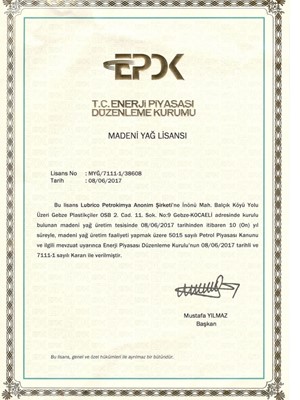 EPDK
T.C. ENERJİ PİYASASI
DÜZENLEME KURUMU
MADENİ YAĞ LİSANSI
Lisans No : MYĞ/7111-1/38608
Tarih : 08/06/2017
Bu lisans Lubrico Petrokimya Anonim Şirketi'ne İnönü Mah. Balçık Köyü Yolu
Üzeri Gebze Plastikçiler OSB 2. Cad. 11. Sok. No:9 Gebze-KOCAELİ adresinde kurulu
bulunan madeni yağ üretim tesisinde 08/06/2017 tarihinden itibaren 10 (On) yıl
süreyle, madeni yağ üretim faaliyeti yapmak üzere 5015 sayılı Petrol Piyasası Kanunu
ve ilgili mevzuat uyarınca Enerji Piyasası Düzenleme Kurulu'nun 08/06/2017 tarihli ve
7111-1 sayılı Kararı ile verilmiştir.
Mustafa YILMAZ
Başkan
Bu lisans, genel ve özel hükümleri ile ayrılmaz bir bütündür.